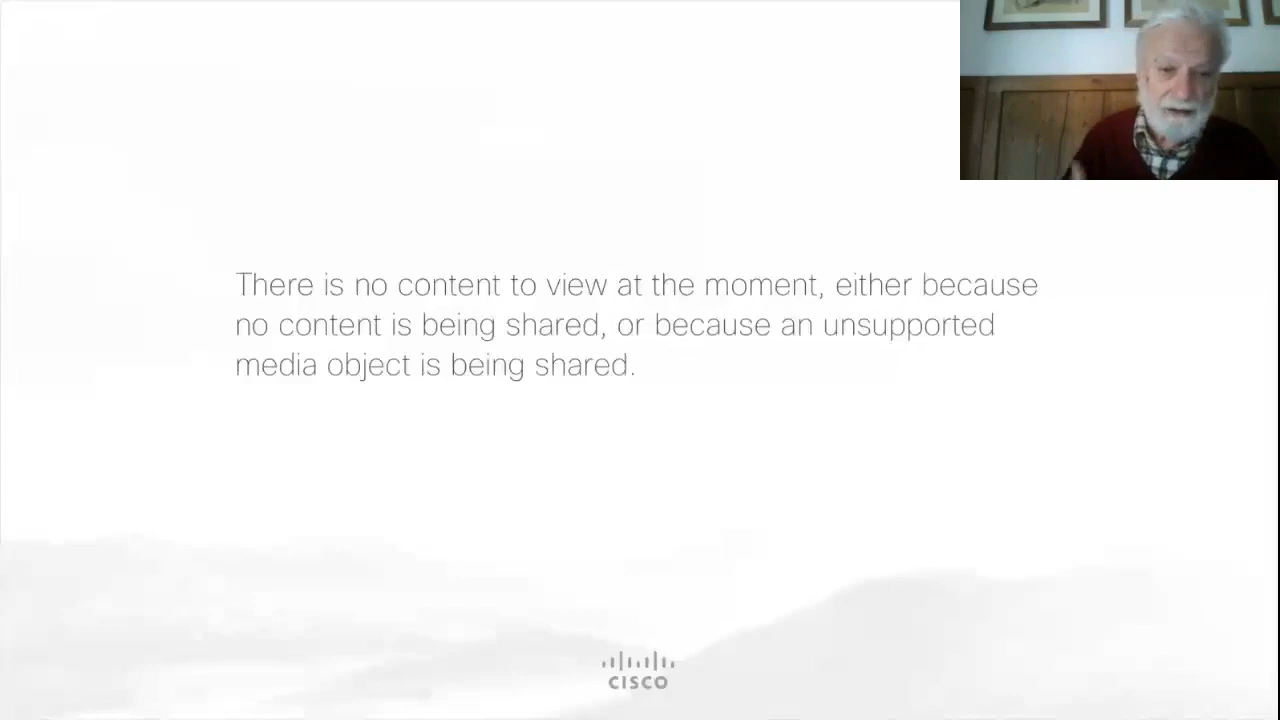 There is no content to view at the moment, either because
no content is being shared, or because an unsupported
media object is being shared.
CISCO